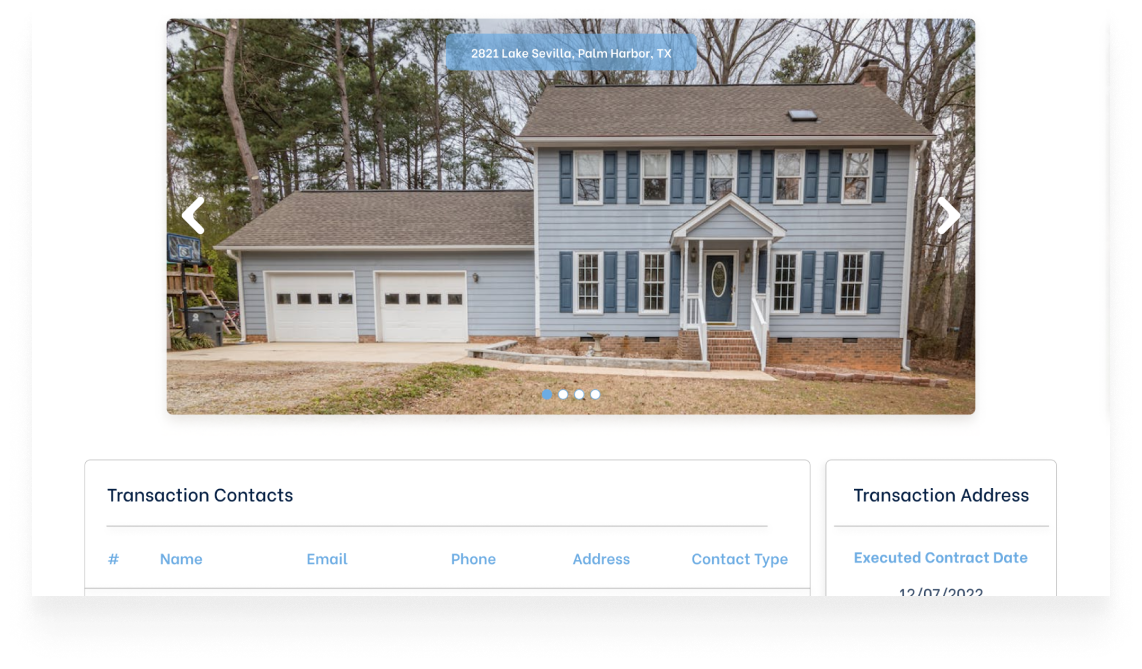 2821 Lake Sevilla, Palm Harbor, TX
Transaction Contacts
# Name Email Phone Address Contact Type
Transaction Address
Executed Contract Date
12/07/2022